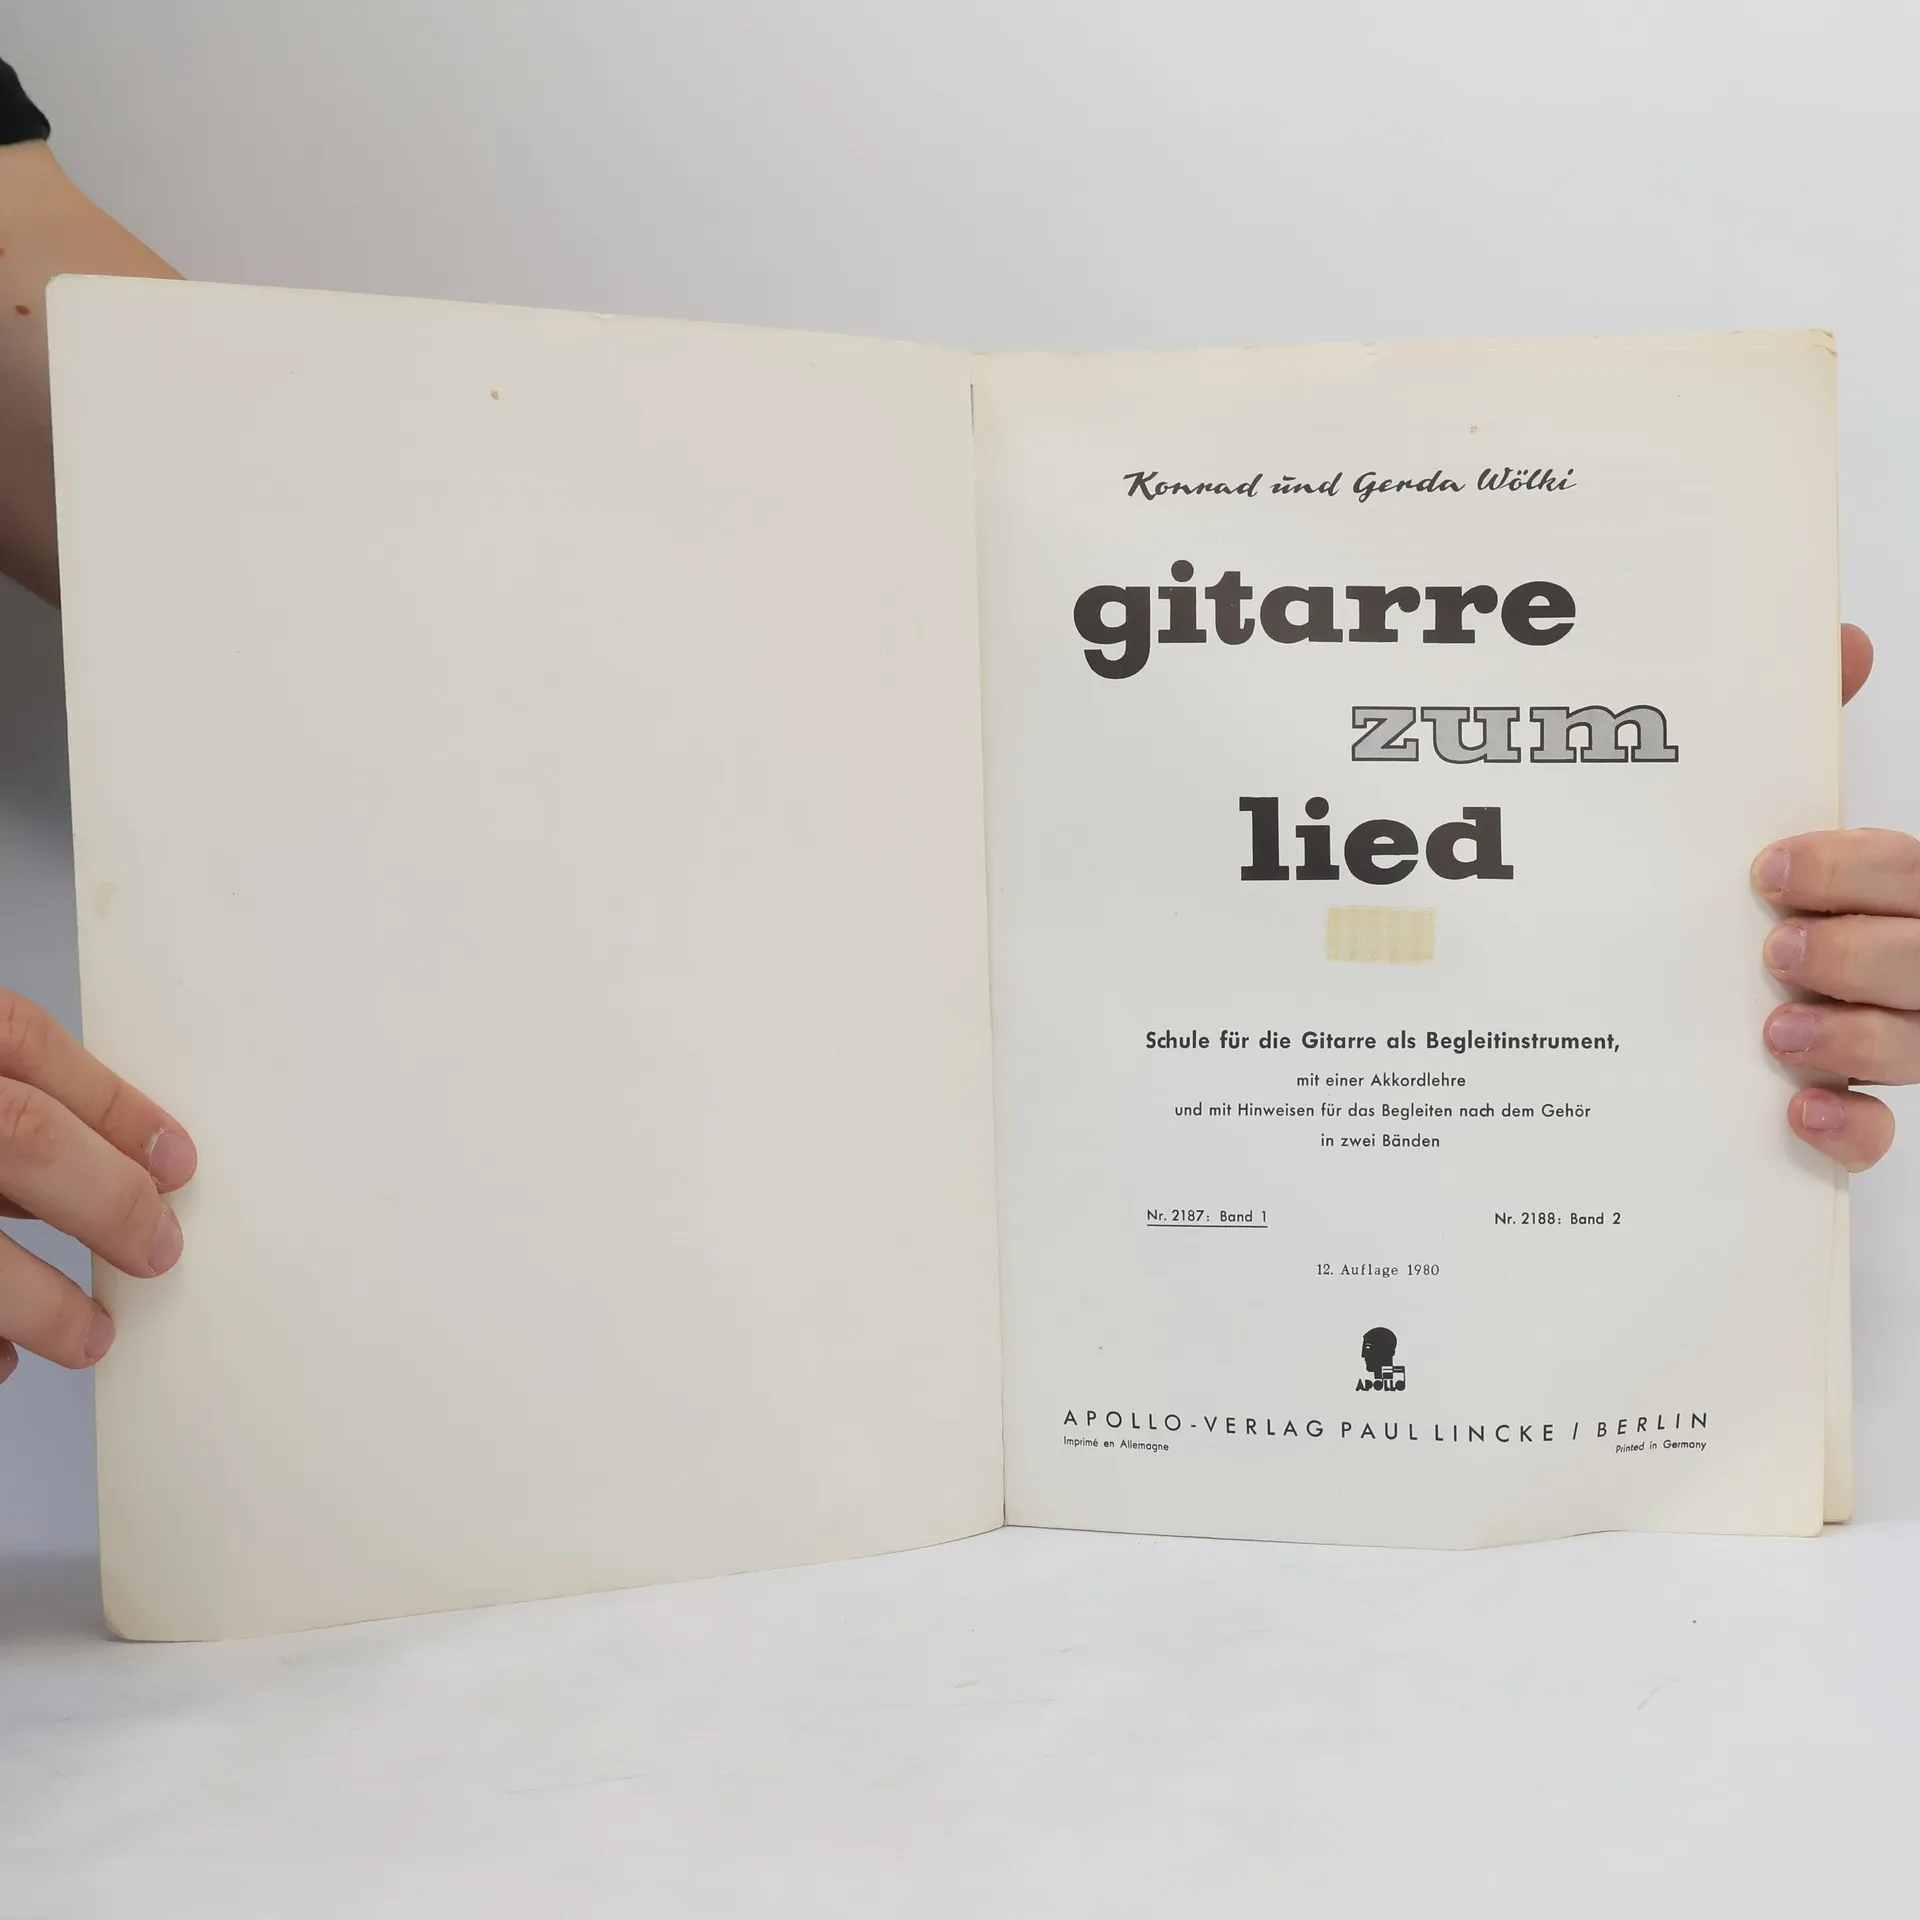 Konrad und Gerda Wölki
gitarre
zum
lied
Schule für die Gitarre als Begleitinstrument,
mit einer Akkordlehre
und mit Hinweisen für das Begleiten nach dem Gehör
in zwei Bänden
Nr. 2187: Band 1 Nr. 2188: Band 2
12. Auflage 1980
APOLLO
APOLLO-VERLAG PAUL LINCKE / BERLIN
Imprimé en Allemagne Printed in Germany